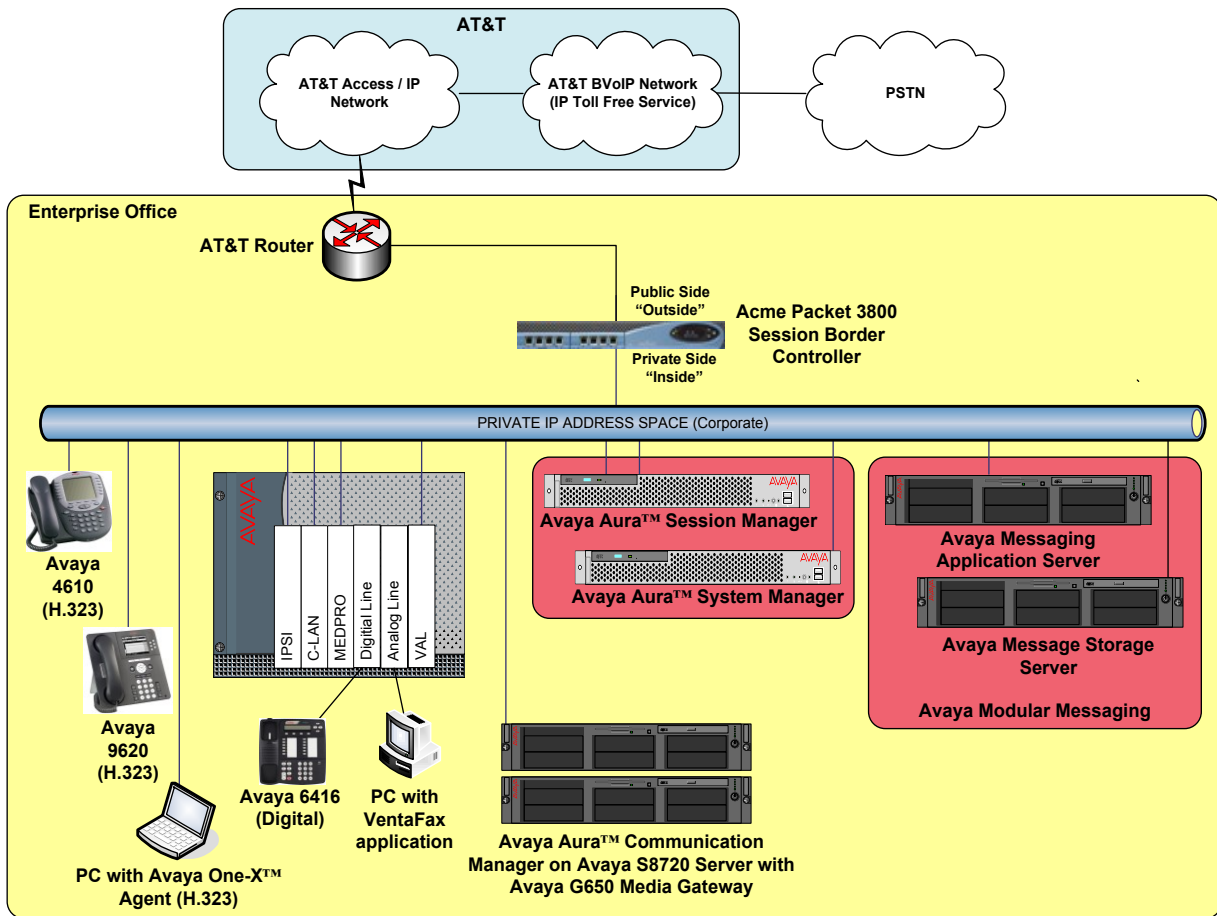 AT&T
AT&T Access / IP
Network
AT&T BVoIP Network
(IP Toll Free Service)
PSTN
Enterprise Office
AT&T Router
Public Side
“Outside”
Acme Packet 3800
Session Border
Controller
Private Side
“Inside”
`
PRIVATE IP ADDRESS SPACE (Corporate)
Avaya
4610
(H.323)
Avaya
9620
(H.323)
PC with Avaya One-X™
Agent (H.323)
AVAYA
IPSI
C-LAN
MEDPRO
Digitial Line
Analog Line
VAL
Avaya 6416
(Digital)
PC with
VentaFax
application
Avaya Aura™ Communication
Manager on Avaya S8720 Server with
Avaya G650 Media Gateway
AVAYA
Avaya Aura™ Session Manager
AVAYA
Avaya Aura™ System Manager
Avaya Messaging
Application Server
Avaya Message Storage
Server
Avaya Modular Messaging